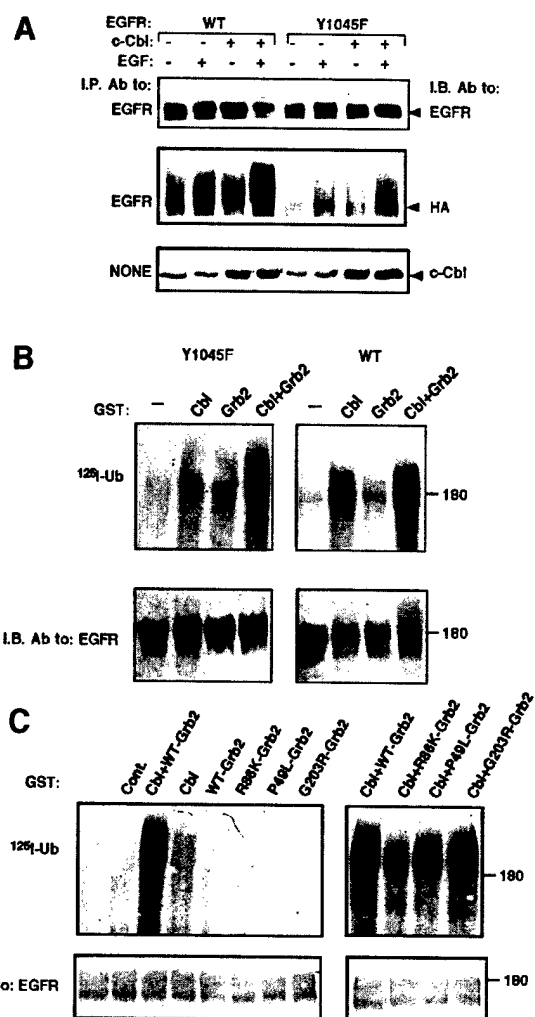 A
EGFR: WT Y1045F
c-Cbl: - - + + - - + +
EGF: - + - + - + - +
I.P. Ab to: I.B. Ab to:
EGFR EGFR
EGFR HA
NONE c-Cbl
B
Y1045F WT
GST: — Cbl Grb2 Cbl+Grb2 — Cbl Grb2 Cbl+Grb2
125I-Ub 180
I.B. Ab to: EGFR 180
C
GST: Cont. Cbl+WT-Grb2 Cbl WT-Grb2 R86K-Grb2 P49L-Grb2 G203R-Grb2 Cbl+WT-Grb2 Cbl+R86K-Grb2 Cbl+P49L-Grb2 Cbl+G203R-Grb2
125I-Ub 180
o: EGFR 180